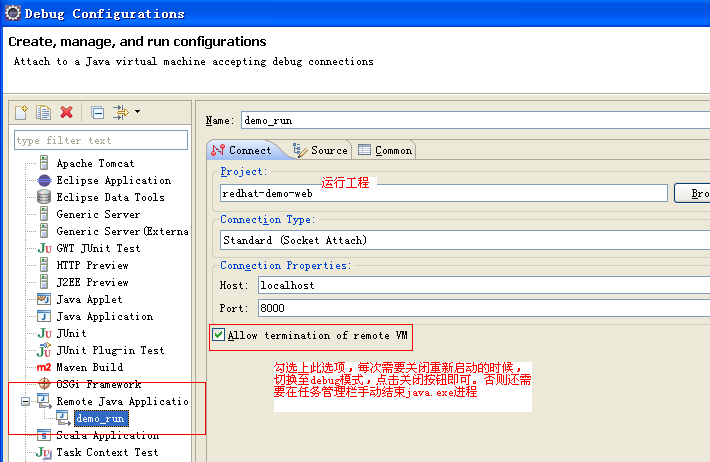 Debug Configurations
Create, manage, and run configurations
Attach to a Java virtual machine accepting debug connections
type filter text
Apache Tomcat
Eclipse Application
Eclipse Data Tools
Generic Server
Generic Server(Externa
GWT JUnit Test
HTTP Preview
J2EE Preview
Java Applet
Java Application
JUnit
JUnit Plug-in Test
Maven Build
OSGi Framework
Remote Java Applicatio
demo_run
Scala Application
Task Context Test
Name: demo_run
Connect Source Common
Project:
运行工程
redhat-demo-web
Bro
Connection Type:
Standard (Socket Attach)
Connection Properties:
Host: localhost
Port: 8000
Allow termination of remote VM
勾选上此选项，每次需要关闭重新启动的时候，
切换至debug模式，点击关闭按钮即可。否则还需
要在任务管理栏手动结束java.exe进程